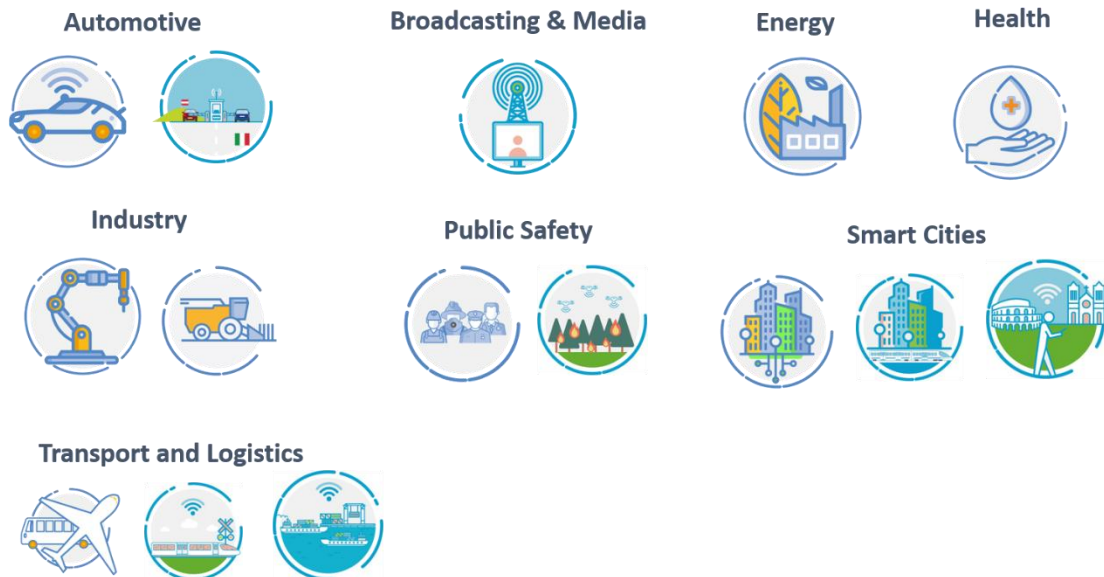 Automotive
Broadcasting & Media
Energy
Health
Industry
Public Safety
Smart Cities
Transport and Logistics